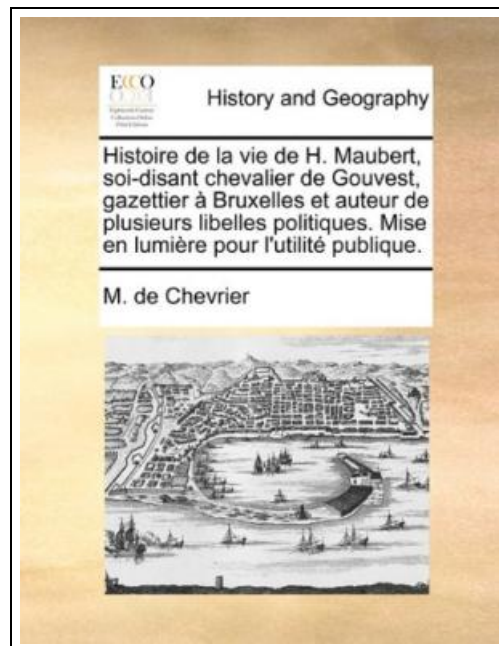 ECCO
History and Geography
Histoire de la vie de H. Maubert,
soi-disant chevalier de Gouvest,
gazettier à Bruxelles et auteur de
plusieurs libelles politiques. Mise
en lumière pour l'utilité publique.
M. de Chevrier